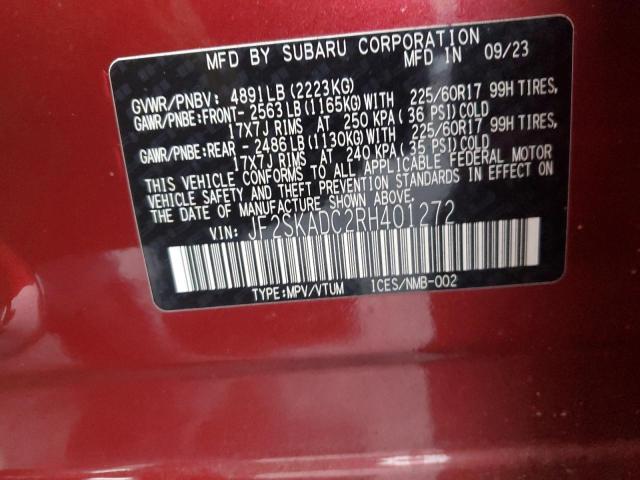 MFD BY SUBARU CORPORATION
MFD IN 09/23
GVWR/PNBV: 4891LB(2223KG)
GAWR/PNBE:FRONT- 2563LB(1165KG)WITH 225/60R17 99H TIRES,
17X7J RIMS AT 250 KPA(36 PSI)COLD
GAWR/PNBE:REAR - 2486LB(1130KG)WITH 225/60R17 99H TIRES,
17X7J RIMS AT 240 KPA(35 PSI)COLD
THIS VEHICLE CONFORMS TO ALL APPLICABLE FEDERAL MOTOR
VEHICLE SAFETY AND THEFT PREVENTION STANDARDS IN EFFECT
ON THE DATE OF MANUFACTURE SHOWN ABOVE.
VIN: JF2SKADC2RH401272
TYPE:MPV/VTUM ICES/NMB-002